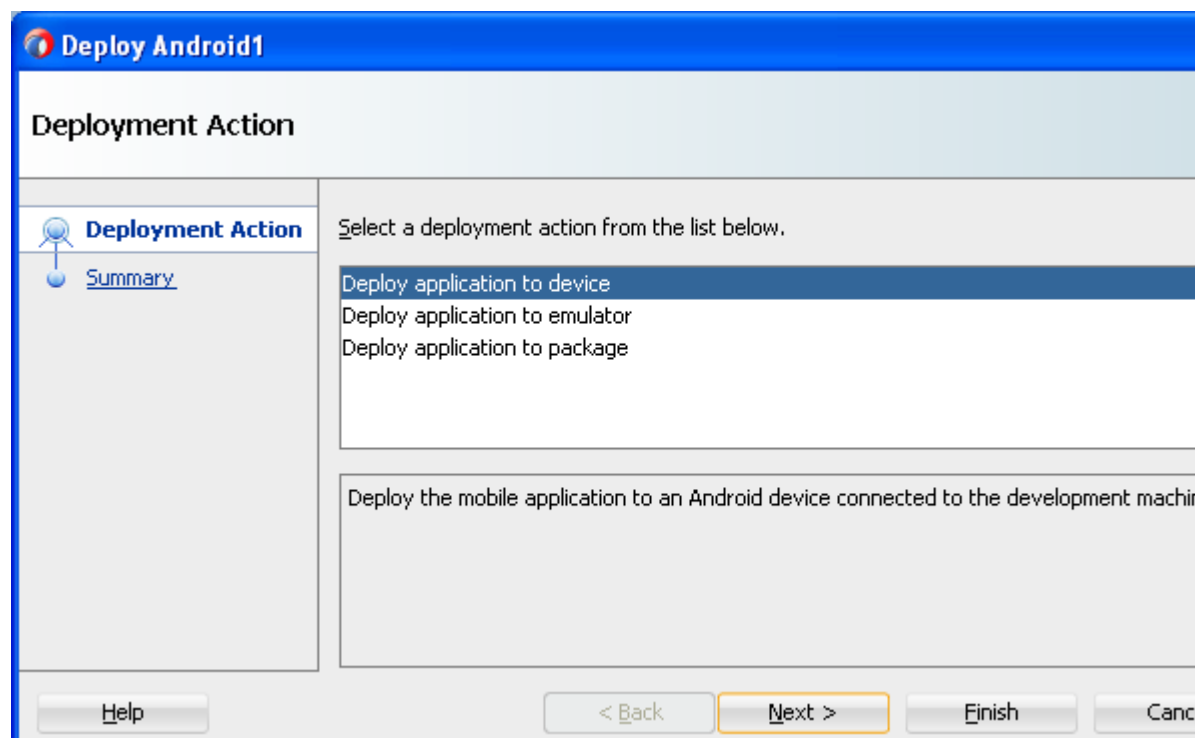 Deploy Android1
Deployment Action
Deployment Action
Summary
Select a deployment action from the list below.
Deploy application to device
Deploy application to emulator
Deploy application to package
Deploy the mobile application to an Android device connected to the development
Help
< Back
Next >
Finish